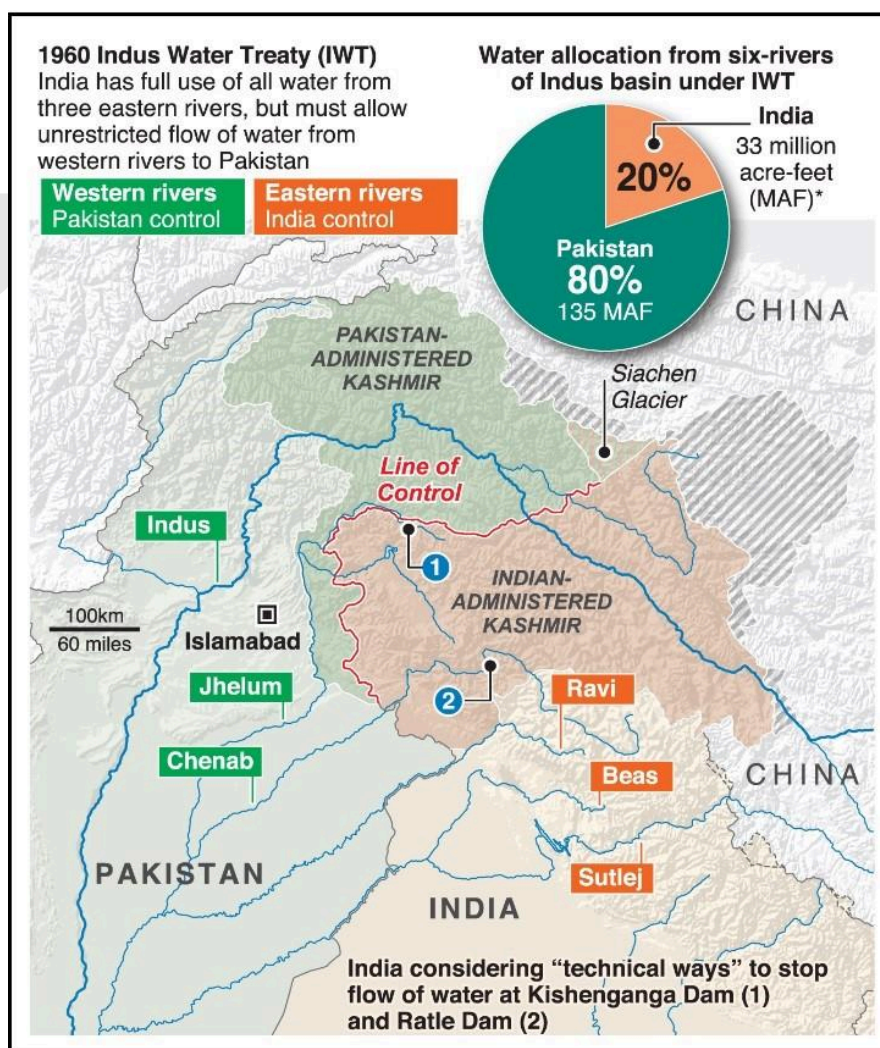 1960 Indus Water Treaty (IWT)
India has full use of all water from
three eastern rivers, but must allow
unrestricted flow of water from
western rivers to Pakistan
Western rivers
Pakistan control
Eastern rivers
India control
Water allocation from six-rivers
of Indus basin under IWT
India
33 million
acre-feet
(MAF)*
20%
Pakistan
80%
135 MAF
CHINA
PAKISTAN-
ADMINISTERED
KASHMIR
Siachen
Glacier
Line of
Control
Indus
1
INDIAN-
ADMINISTERED
KASHMIR
100km
60 miles
Islamabad
Jhelum
2
Ravi
Chenab
Beas
CHINA
PAKISTAN
Sutlej
INDIA
India considering “technical ways” to stop
flow of water at Kishenganga Dam (1)
and Ratle Dam (2)